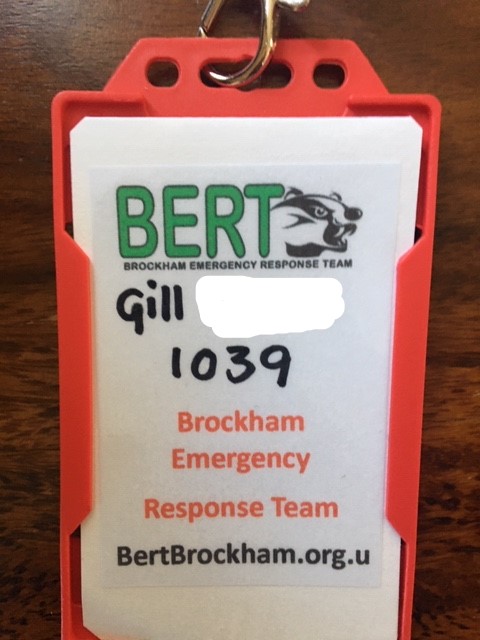 BERT
BROCKHAM EMERGENCY RESPONSE TEAM
Gill
1039
Brockham
Emergency
Response Team
BertBrockham.org.u